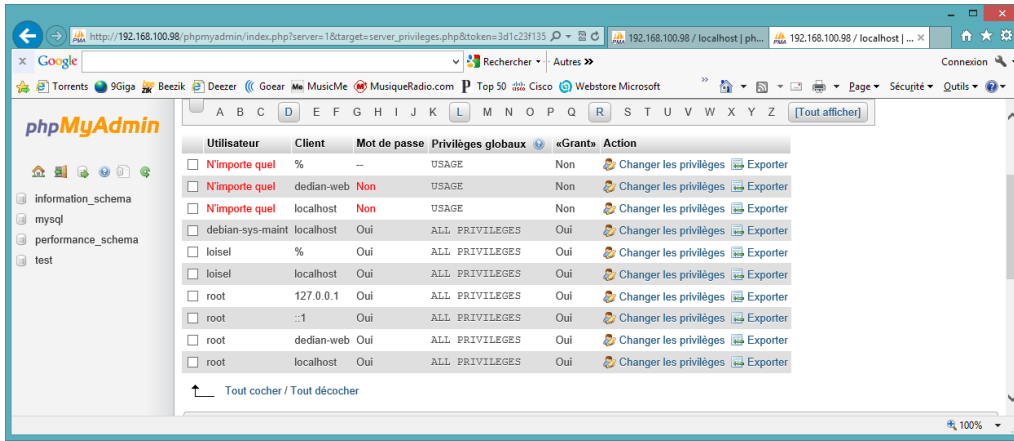 http://192.168.100.98/phpmyadmin/index.php?server=1&target=server_privileges.php&token=3d1c23f135
192.168.100.98 / localhost | ph...
192.168.100.98 / localhost | ...
× Google Rechercher Autres » Connexion
Torrents 9Giga Beezik Deezer Goear MusicMe MusiqueRadio.com Top 50 Cisco Webstore Microsoft » Page Sécurité Outils
phpMyAdmin
information_schema
mysql
performance_schema
test
A B C D E F G H I J K L M N O P Q R S T U V W X Y Z [Tout afficher]
Utilisateur Client Mot de passe Privilèges globaux «Grant» Action
N'importe quel % -- USAGE Non Changer les privilèges Exporter
N'importe quel dedian-web Non USAGE Non Changer les privilèges Exporter
N'importe quel localhost Non USAGE Non Changer les privilèges Exporter
debian-sys-maint localhost Oui ALL PRIVILEGES Oui Changer les privilèges Exporter
loisel % Oui ALL PRIVILEGES Oui Changer les privilèges Exporter
loisel localhost Oui ALL PRIVILEGES Oui Changer les privilèges Exporter
root 127.0.0.1 Oui ALL PRIVILEGES Oui Changer les privilèges Exporter
root ::1 Oui ALL PRIVILEGES Oui Changer les privilèges Exporter
root dedian-web Oui ALL PRIVILEGES Oui Changer les privilèges Exporter
root localhost Oui ALL PRIVILEGES Oui Changer les privilèges Exporter
Tout cocher / Tout décocher
100%